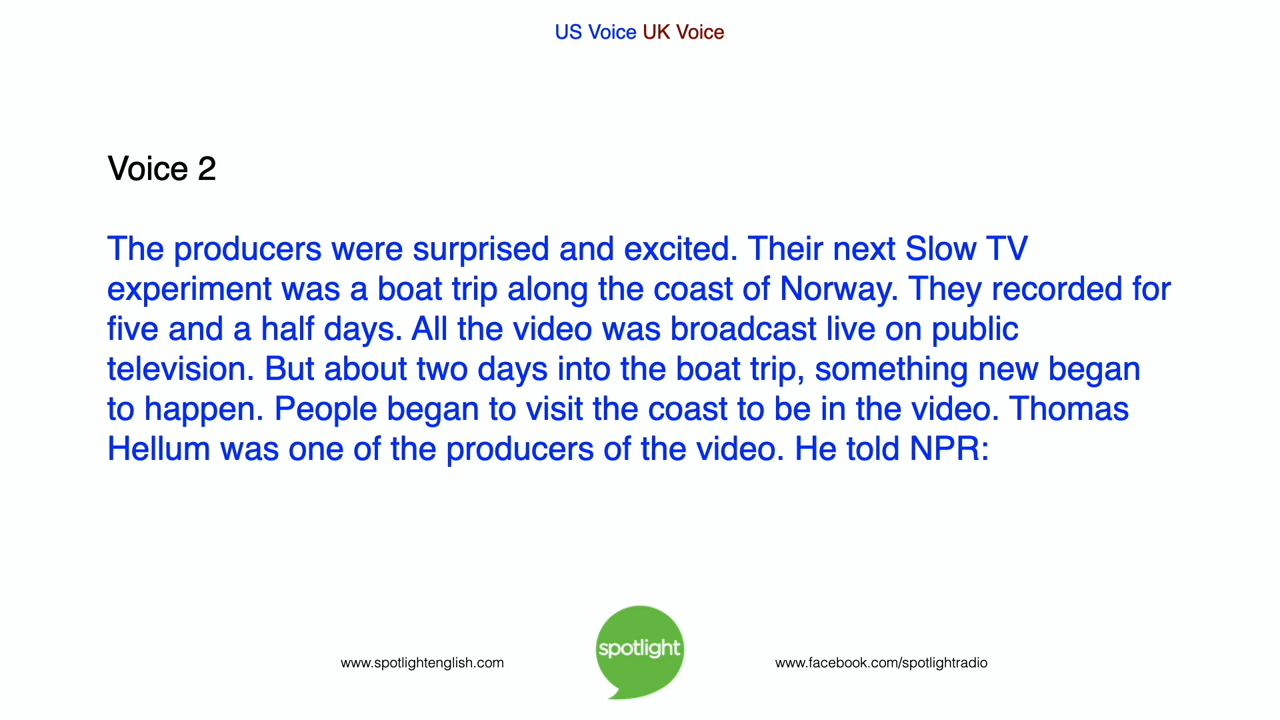 US Voice UK Voice
Voice 2
The producers were surprised and excited. Their next Slow TV
experiment was a boat trip along the coast of Norway. They recorded for
five and a half days. All the video was broadcast live on public
television. But about two days into the boat trip, something new began
to happen. People began to visit the coast to be in the video. Thomas
Hellum was one of the producers of the video. He told NPR:
www.spotlightenglish.com
spotlight
www.facebook.com/spotlightradio